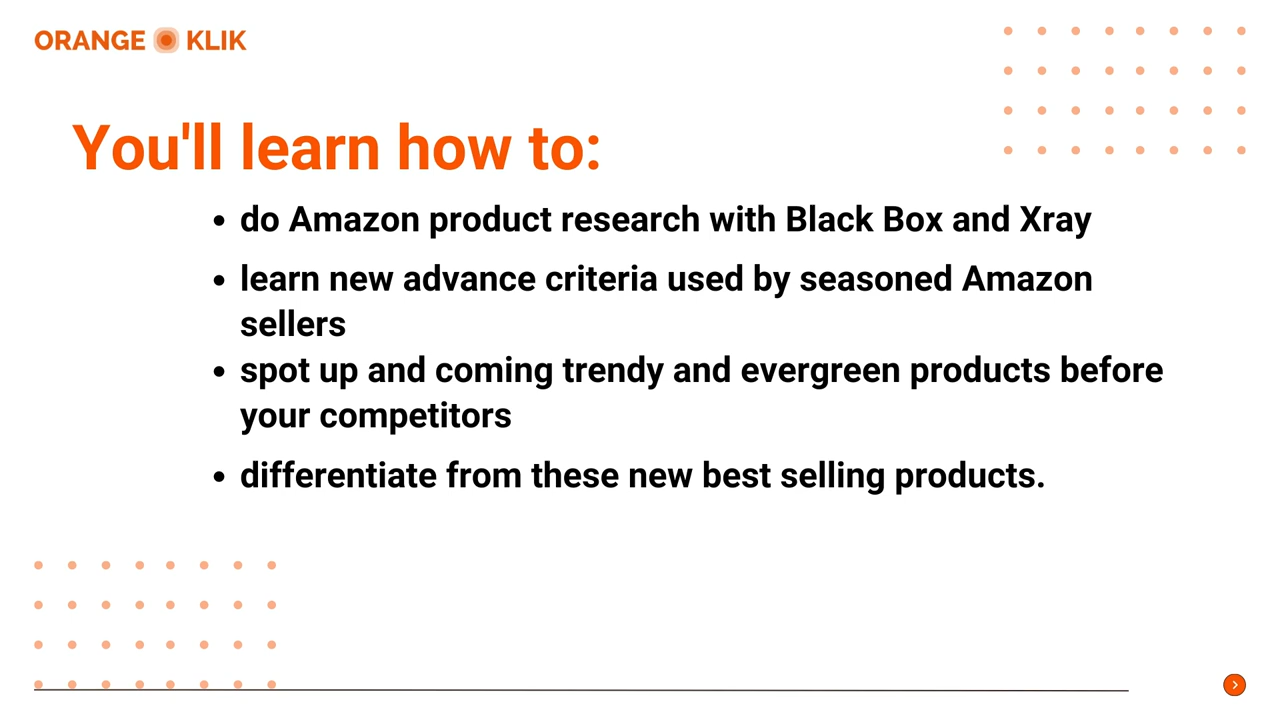 ORANGE KLIK
You'll learn how to:
• do Amazon product research with Black Box and Xray
• learn new advance criteria used by seasoned Amazon
sellers
• spot up and coming trendy and evergreen products before
your competitors
• differentiate from these new best selling products.